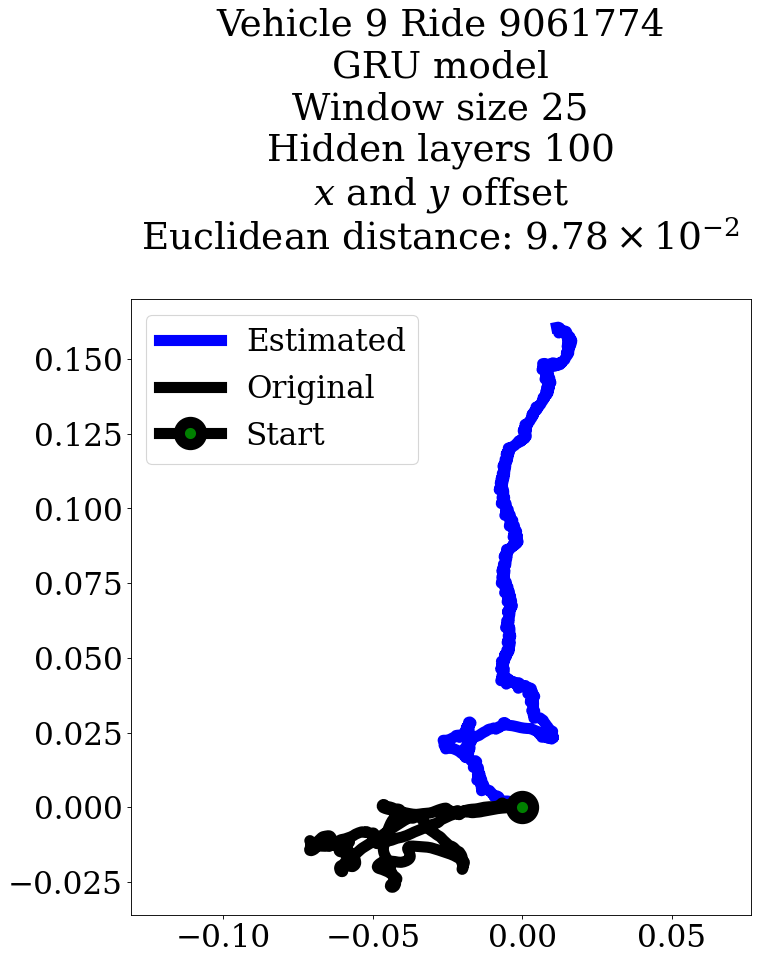 Vehicle 9 Ride 9061774
GRU model
Window size 25
Hidden layers 100
x and y offset
Euclidean distance: 9.78 × 10⁻²
Estimated
Original
Start
0.150
0.125
0.100
0.075
0.050
0.025
0.000
−0.025
−0.10 −0.05 0.00 0.05